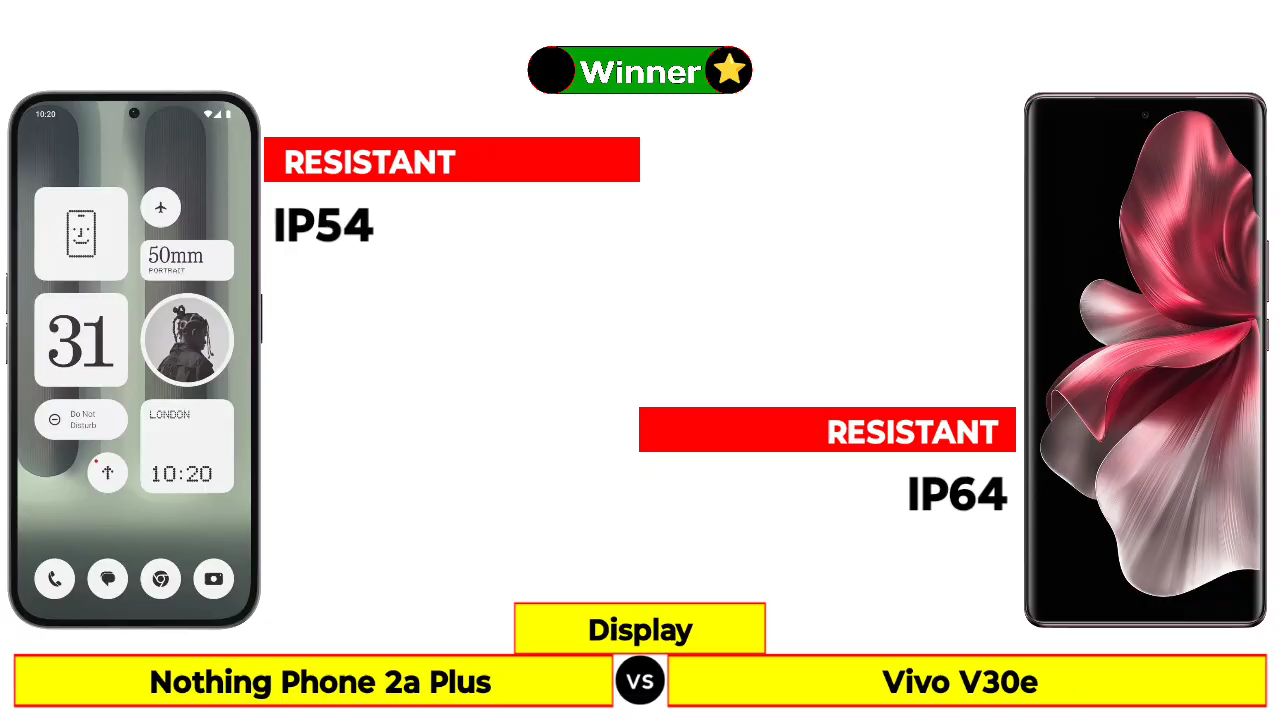 Winner
10:20
RESISTANT
IP54
50mm
PORTRAIT
31
Do Not
Disturb
LONDON
10:20
RESISTANT
IP64
Display
Nothing Phone 2a Plus
VS
Vivo V30e